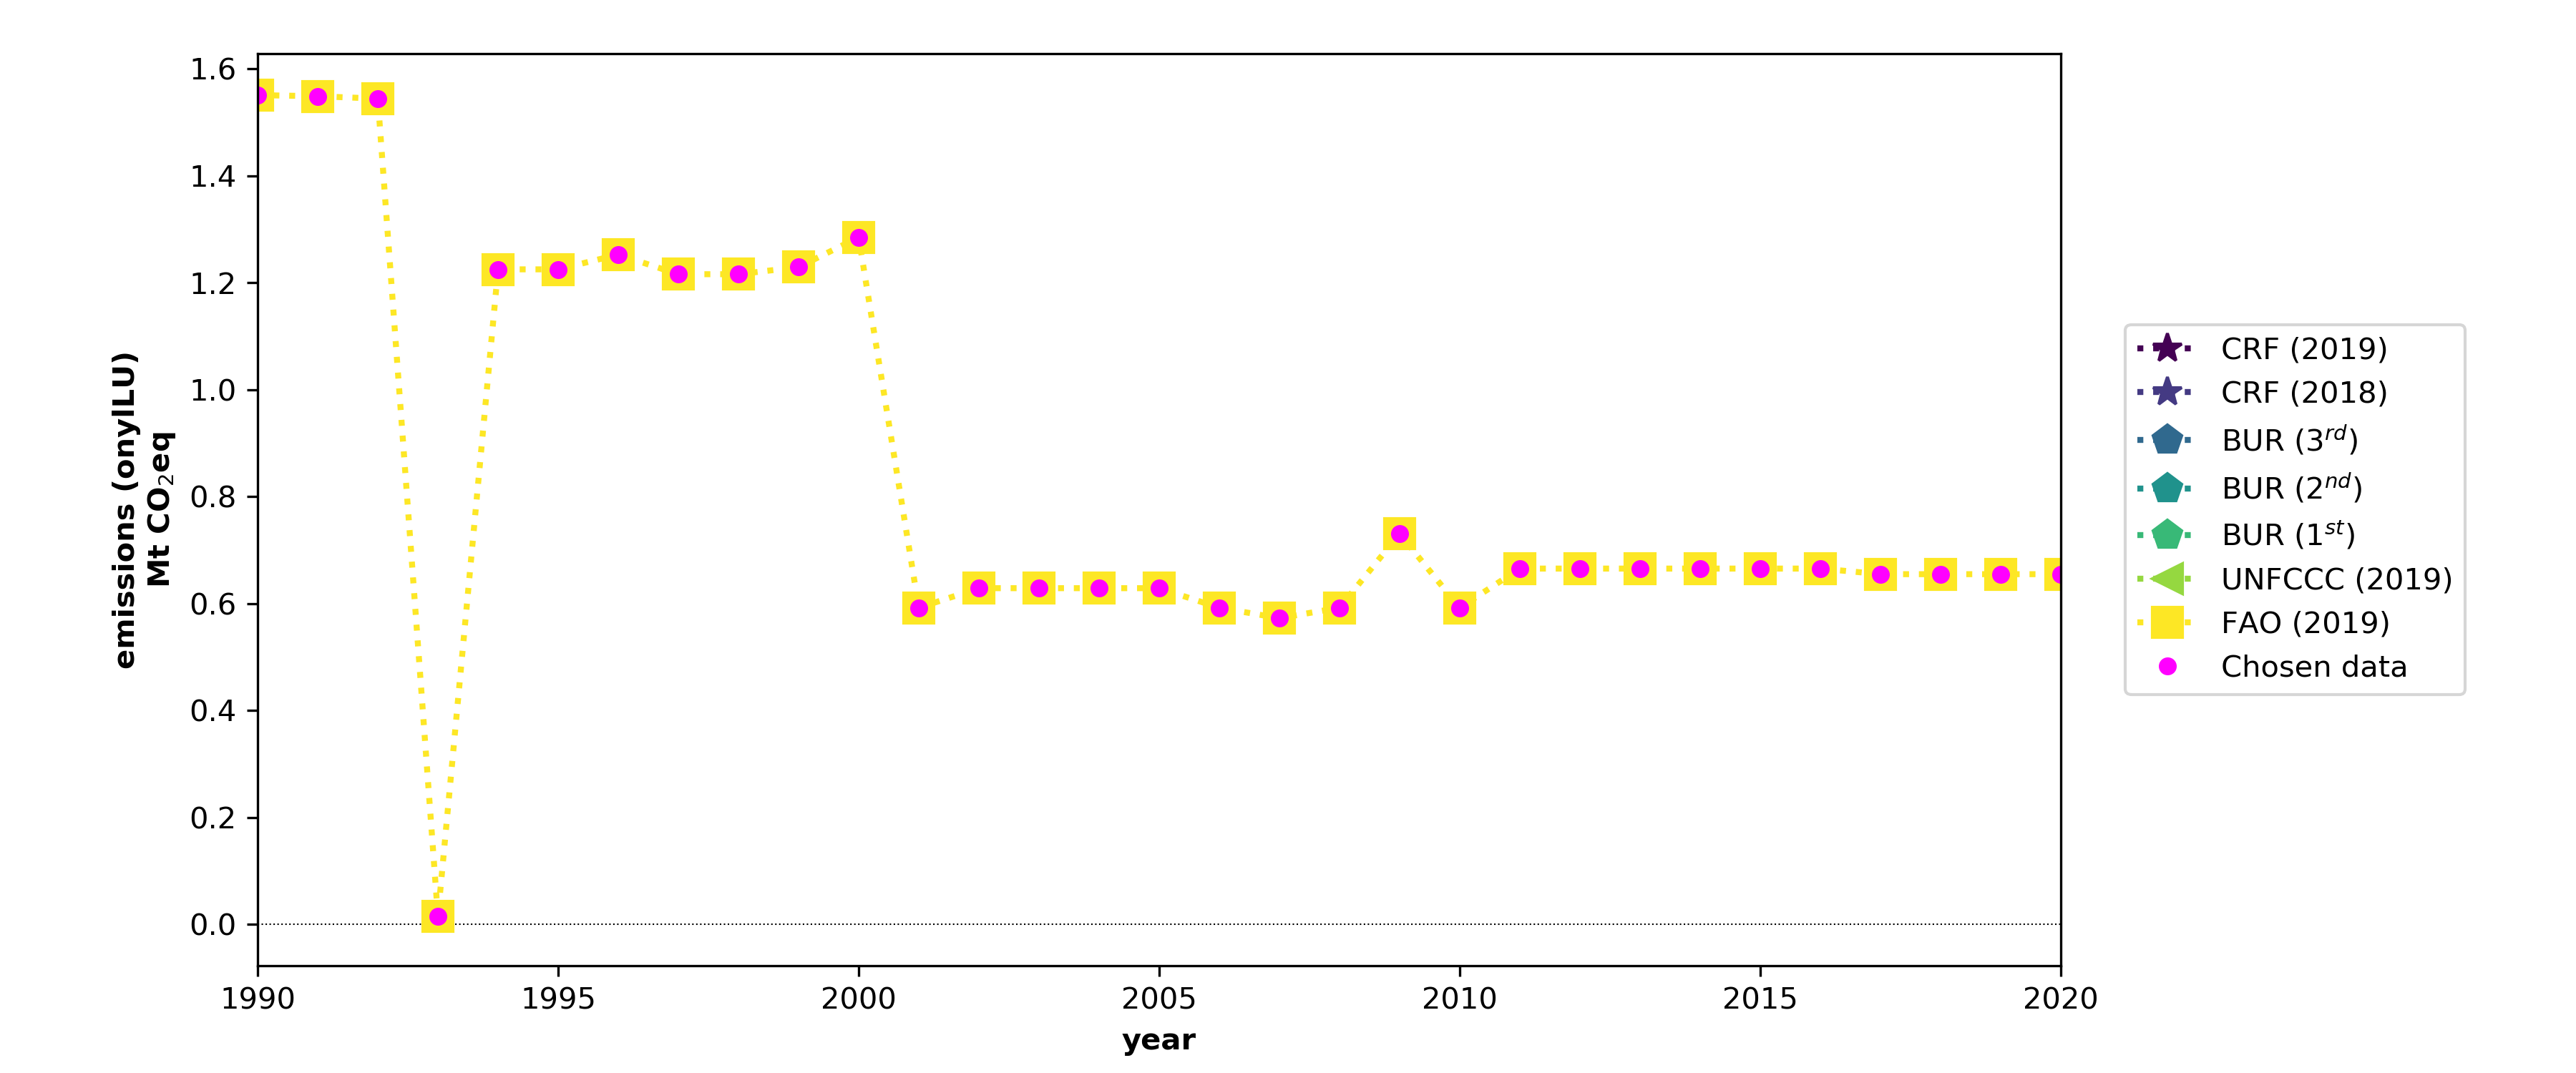 emissions (onylLU)
Mt CO₂eq
1.6
1.4
1.2
1.0
0.8
0.6
0.4
0.2
0.0
1990 1995 2000 2005 2010 2015 2020
year
CRF (2019)
CRF (2018)
BUR (3rd)
BUR (2nd)
BUR (1st)
UNFCCC (2019)
FAO (2019)
Chosen data